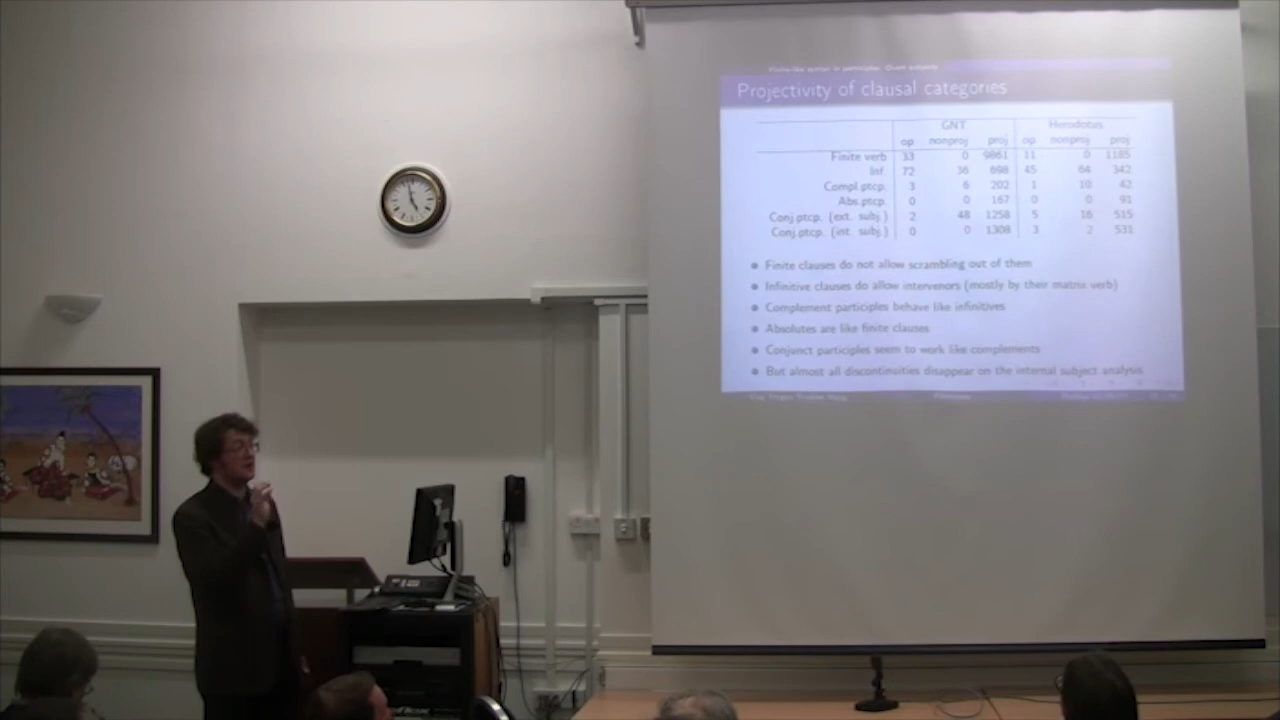 Projectivity of clausal categories
GNT Herodotus
op nonproj proj op nonproj proj
Finite verb 33 0 9861 11 0 1185
Inf 72 36 698 45 64 342
Compl.ptcp. 3 6 202 1 10 42
Abs.ptcp. 0 0 167 0 0 91
Conj.ptcp. (ext. subj.) 2 48 1258 5 16 515
Conj.ptcp. (int. subj.) 0 0 1308 3 2 531
Finite clauses do not allow scrambling out of them
Infinitive clauses do allow intervenors (mostly by their matrix verb)
Complement participles behave like infinitives
Absolutes are like finite clauses
Conjunct participles seem to work like complements
But almost all discontinuities disappear on the internal subject analysis